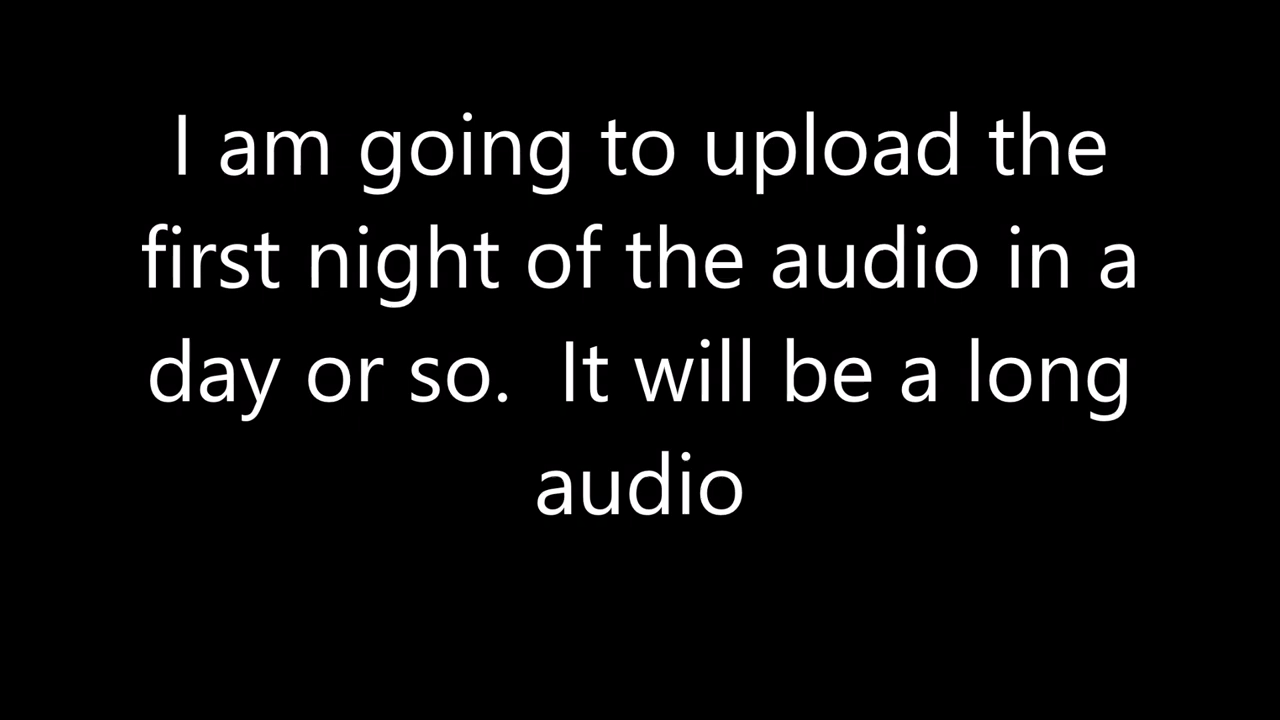 I am going to upload the
first night of the audio in a
day or so.  It will be a long
audio